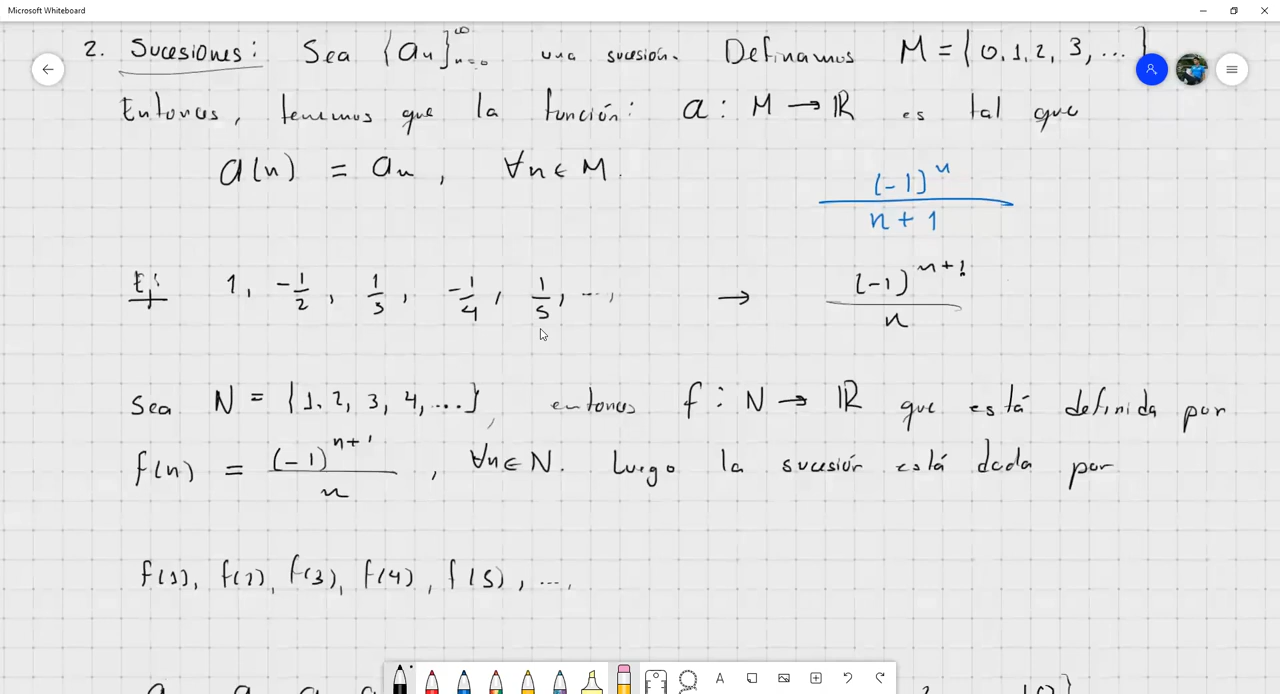 Microsoft Whiteboard
2. Sucesiones: Sea {aₙ}ₙ₌₀^∞ una sucesión. Definamos M = {0, 1, 2, 3, ...}
Entonces, tenemos que la función: a : M → ℝ es tal que
a(n) = aₙ, ∀n ∈ M.
(-1)^n / (n + 1)
Ej: 1, -1/2, 1/3, -1/4, 1/5, ..., → (-1)^(n+1) / n
Sea N = {1, 2, 3, 4, ....}, entonces f : N → ℝ que está definida por
f(n) = (-1)^(n+1) / n, ∀n ∈ N. Luego la sucesión está dada por
f(1), f(2), f(3), f(4), f(5), ...,